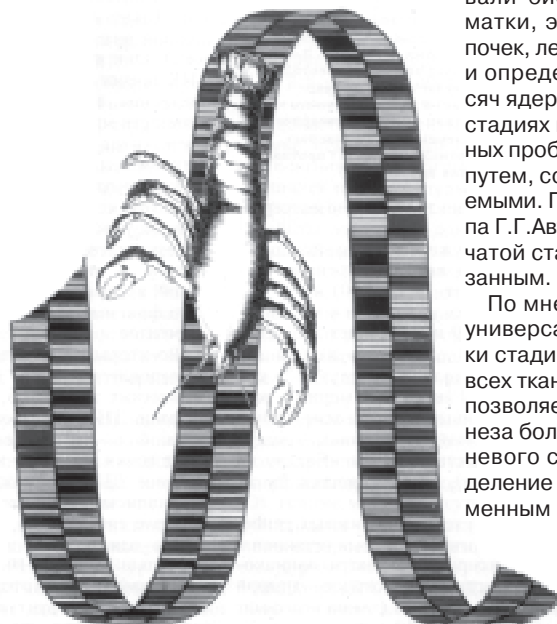 вали
матки, э
почек, ле
и опреде
сяч ядер
стадиях
ных проб
путем, со
емыми. Г
па Г.Г.Ав
чатой ста
занным.
По мне
универса
ки стади
всех ткан
позволяе
неза бол
невого с
деление
менным